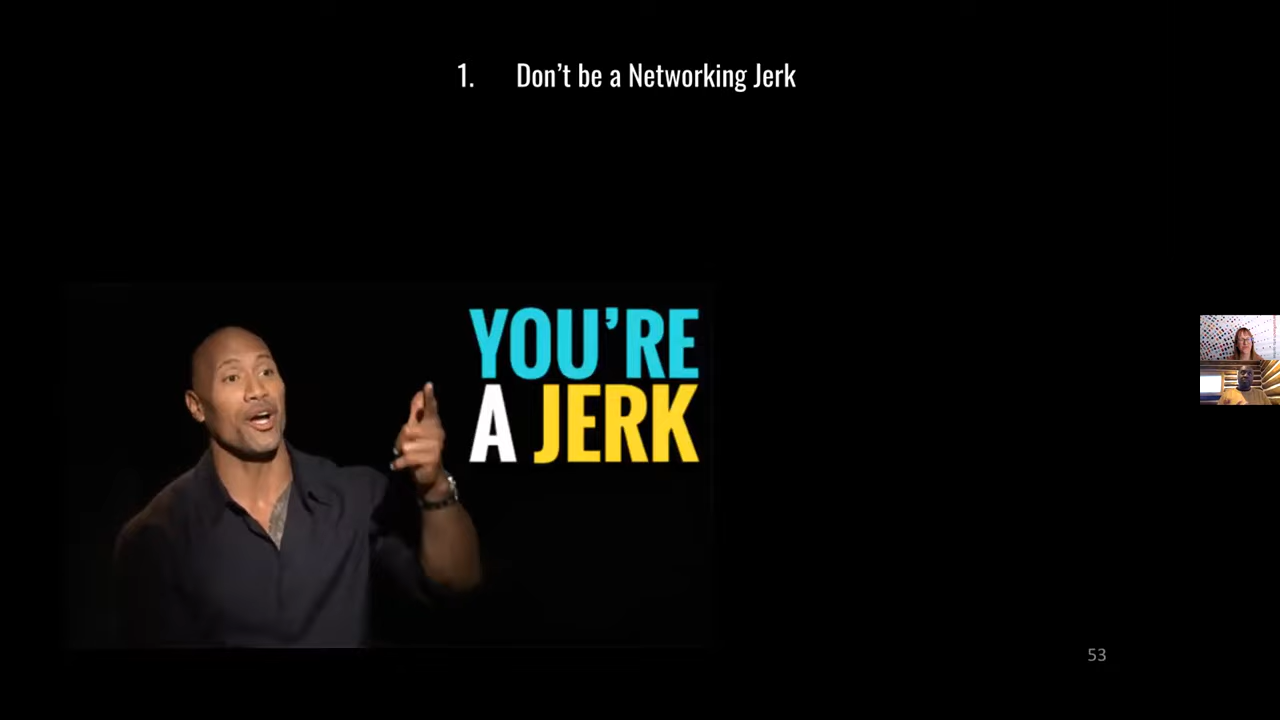 1. Don’t be a Networking Jerk
YOU’RE
A JERK
53